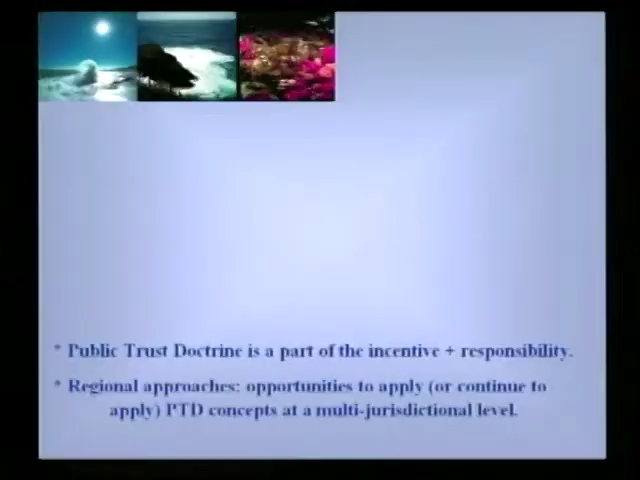 * Public Trust Doctrine is a part of the incentive + responsibility.
* Regional approaches: opportunities to apply (or continue to
apply) PTD concepts at a multi-jurisdictional level.